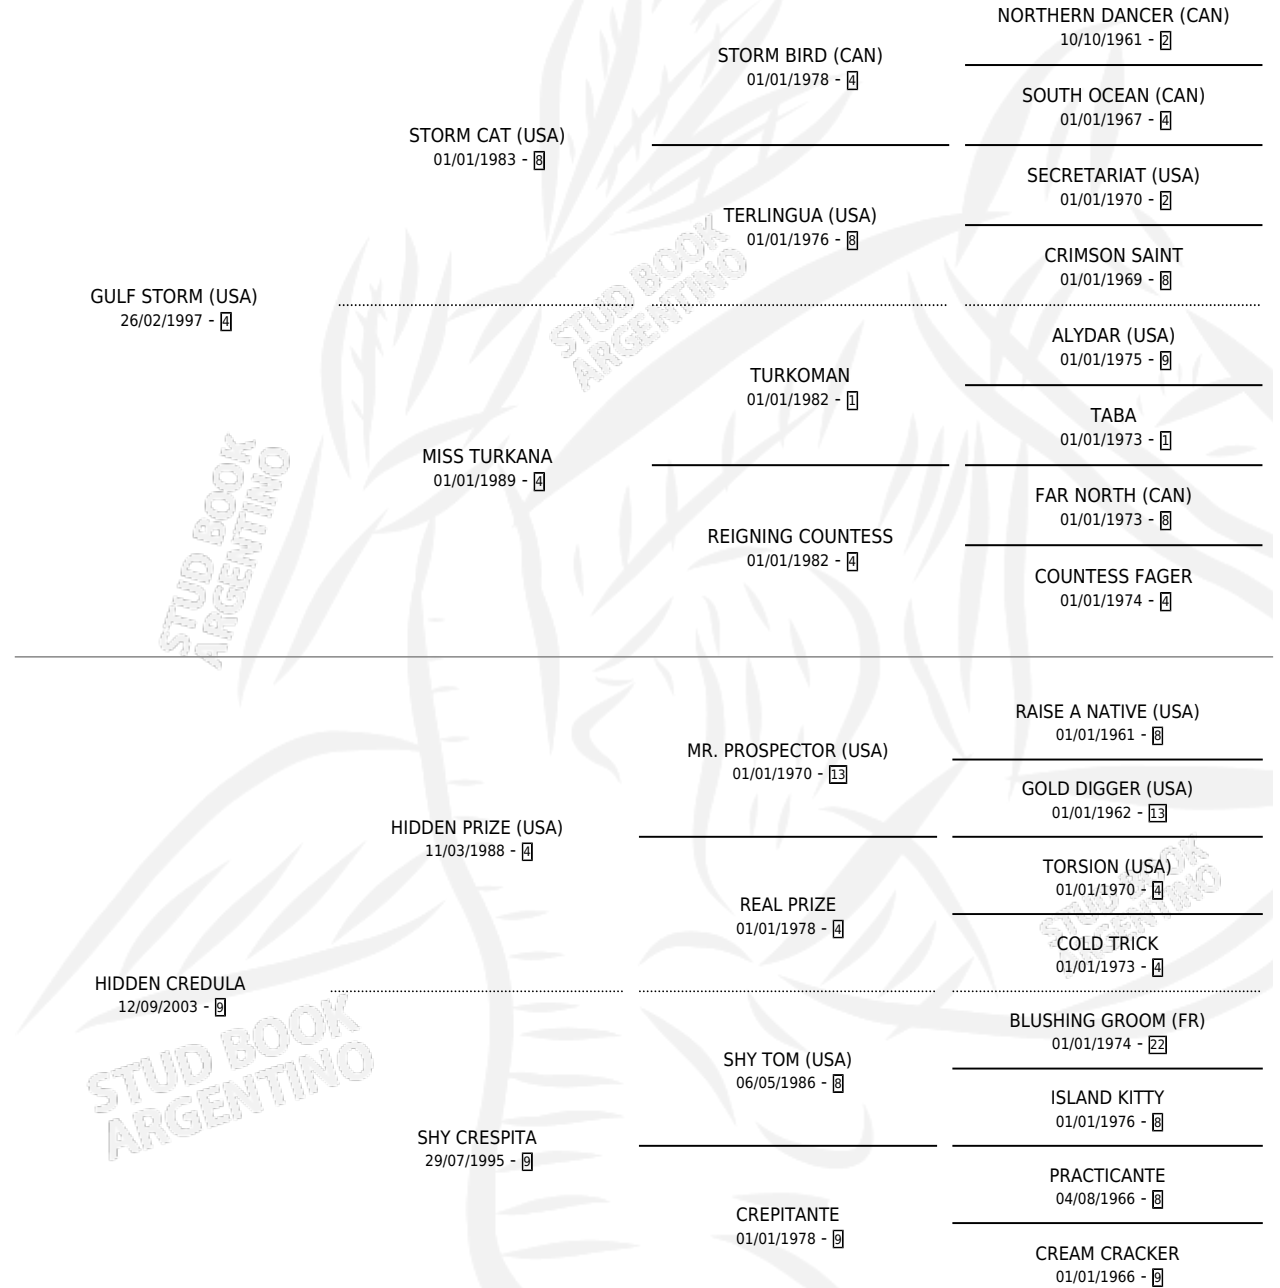 NORTHERN DANCER (CAN)
10/10/1961 - 2
STORM BIRD (CAN)
01/01/1978 - 4
SOUTH OCEAN (CAN)
01/01/1967 - 4
STORM CAT (USA)
01/01/1983 - 8
SECRETARIAT (USA)
01/01/1970 - 2
TERLINGUA (USA)
01/01/1976 - 8
CRIMSON SAINT
01/01/1969 - 8
GULF STORM (USA)
26/02/1997 - 4
STUD BOOK
ARGENTINO
ALYDAR (USA)
01/01/1975 - 9
TURKOMAN
01/01/1982 - 1
TABA
01/01/1973 - 1
MISS TURKANA
01/01/1989 - 4
FAR NORTH (CAN)
01/01/1973 - 8
REIGNING COUNTESS
01/01/1982 - 4
COUNTESS FAGER
01/01/1974 - 4
STUD BOOK
ARGENTINO
RAISE A NATIVE (USA)
01/01/1961 - 8
MR. PROSPECTOR (USA)
01/01/1970 - 13
GOLD DIGGER (USA)
01/01/1962 - 13
HIDDEN PRIZE (USA)
11/03/1988 - 4
TORSION (USA)
01/01/1970 - 4
STUD BOOK
ARGENTINO
REAL PRIZE
01/01/1978 - 4
COLD TRICK
01/01/1973 - 4
HIDDEN CREDULA
12/09/2003 - 9
BLUSHING GROOM (FR)
01/01/1974 - 22
SHY TOM (USA)
06/05/1986 - 8
STUD BOOK
ARGENTINO
ISLAND KITTY
01/01/1976 - 8
SHY CRESPITA
29/07/1995 - 9
PRACTICANTE
04/08/1966 - 8
CREPITANTE
01/01/1978 - 9
CREAM CRACKER
01/01/1966 - 9